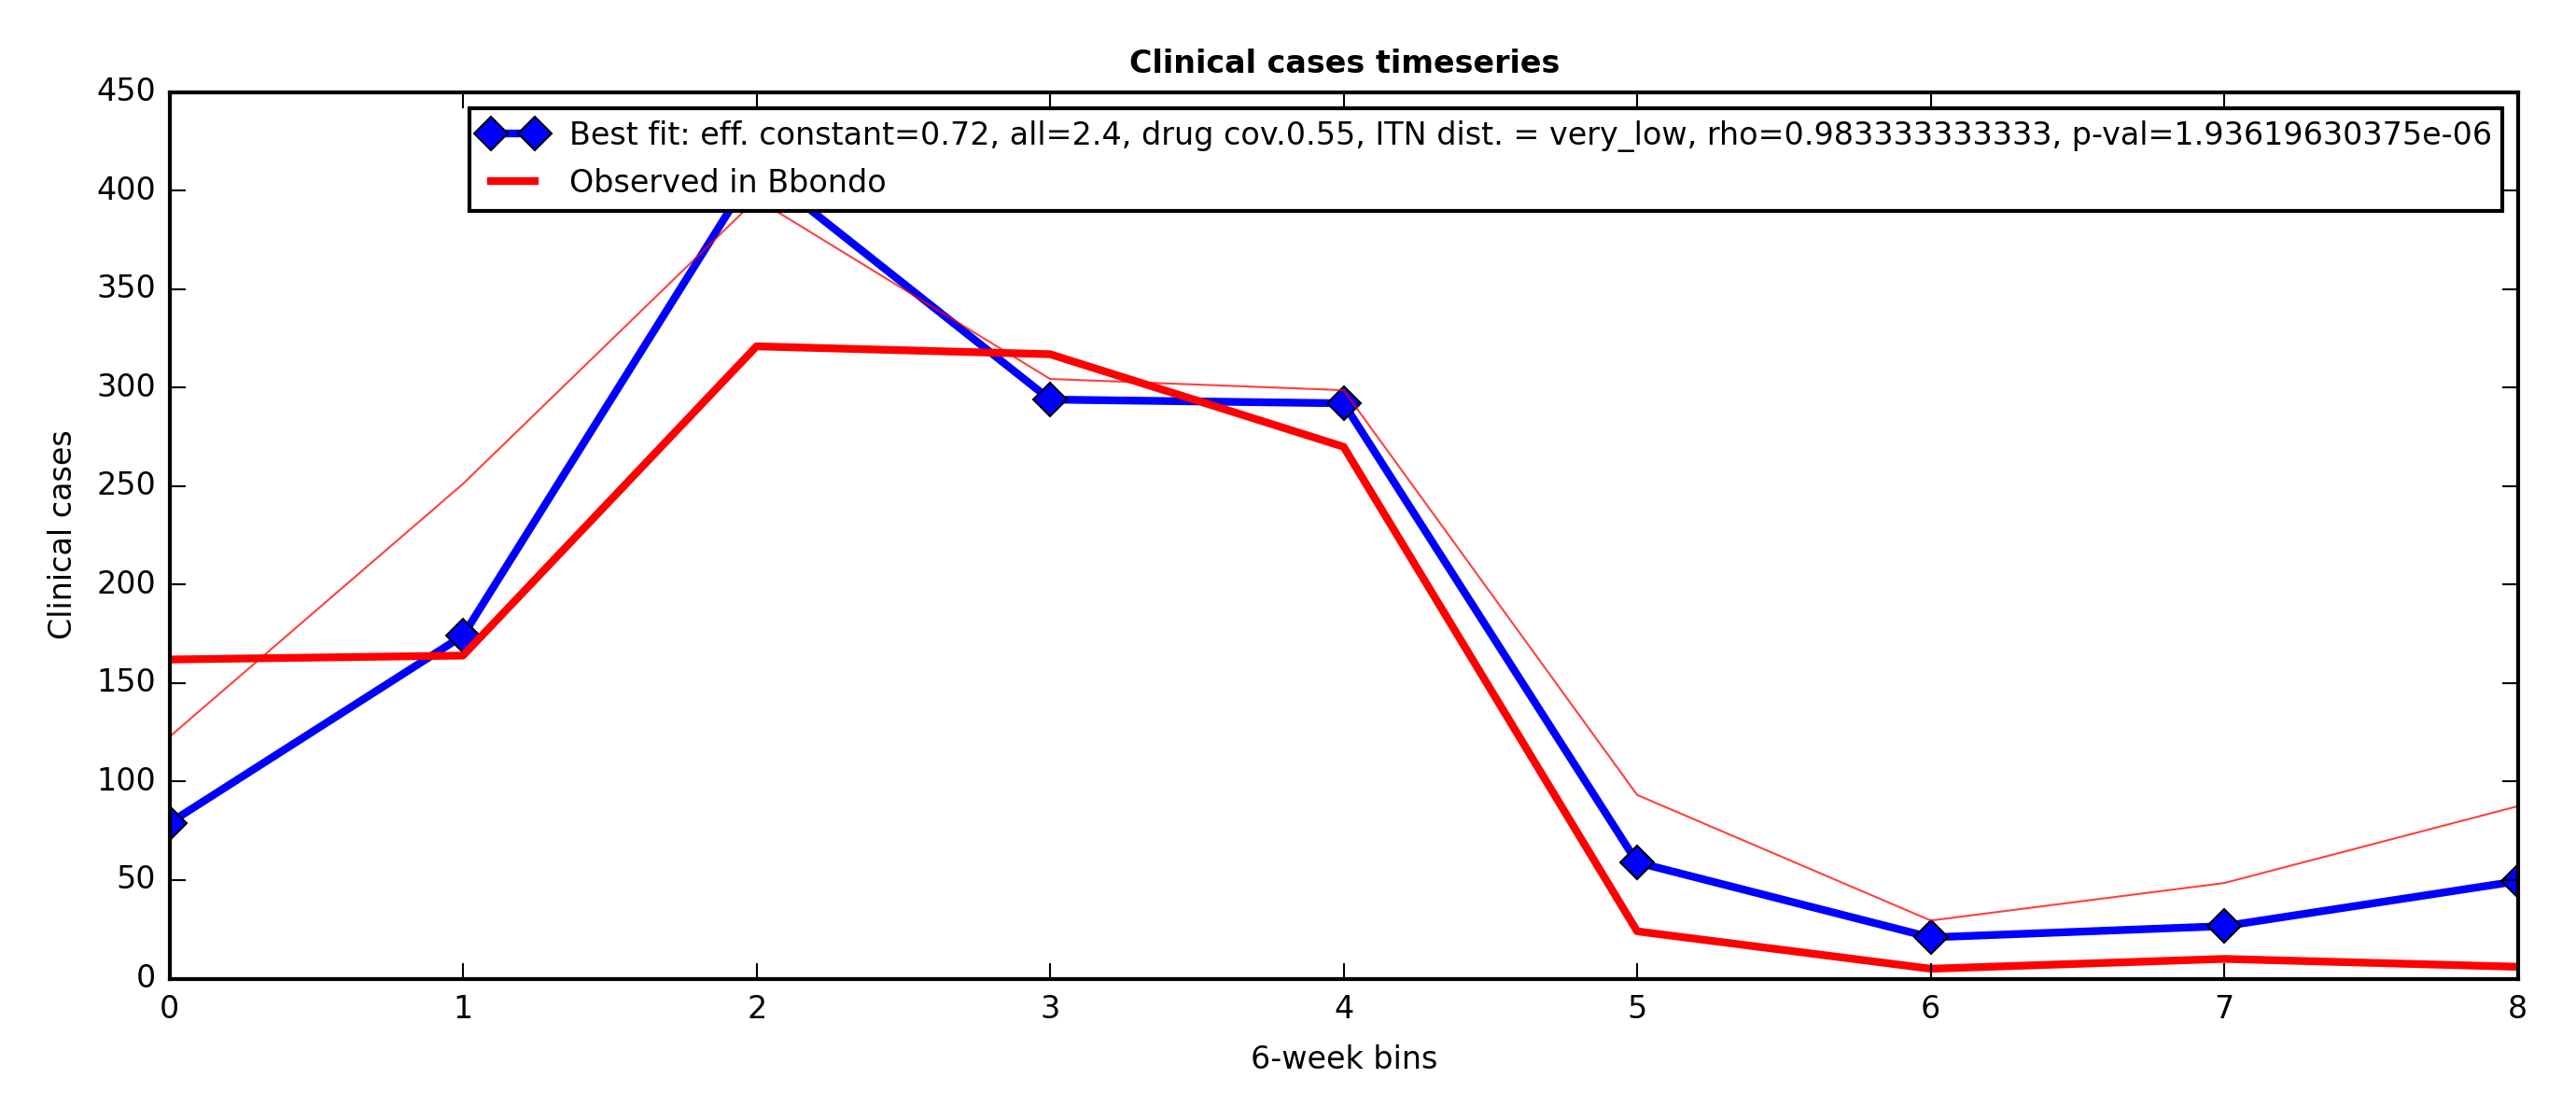 Clinical cases timeseries
450
400
350
300
250
200
150
100
50
0
Clinical cases
Best fit: eff. constant=0.72, all=2.4, drug cov.0.55, ITN dist. = very_low, rho=0.983333333333, p-val=1.93619630375e-06
Observed in Bbondo
0 1 2 3 4 5 6 7 8
6-week bins